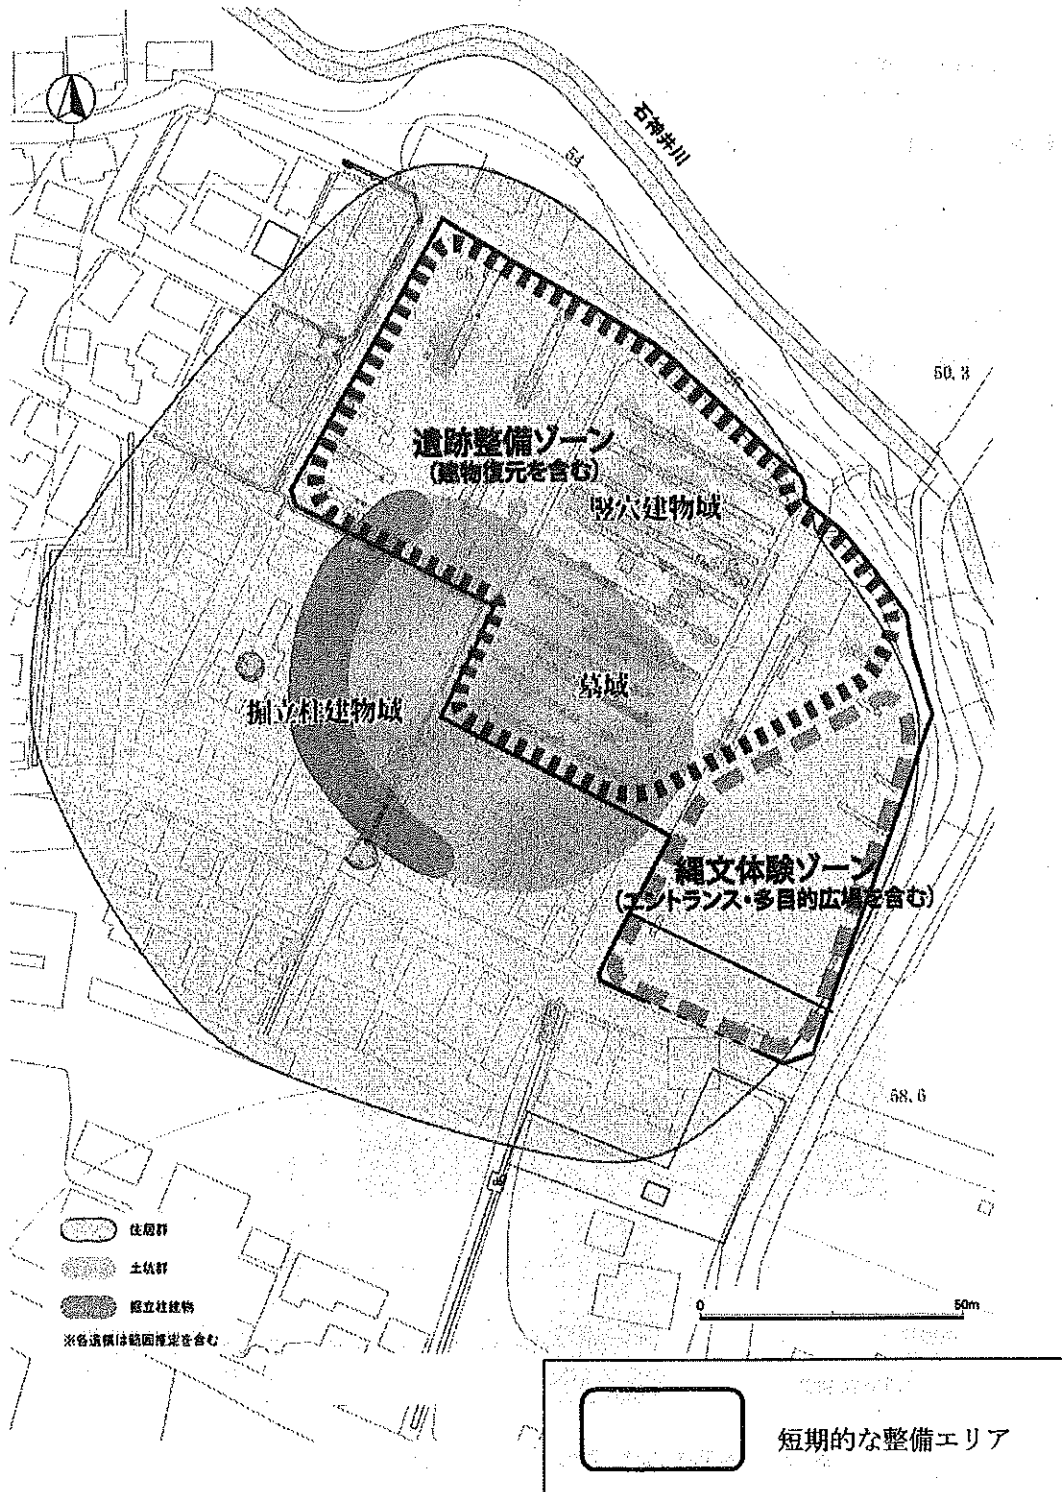 石神井川
54
56
50.3
遺跡整備ゾーン
(建物復元を含む)
竪穴建物域
墓域
掘立柱建物域
縄文体験ゾーン
(エントランス・多目的広場を含む)
58.6
住居群
土坑群
掘立柱建物
※各遺構は範囲推定を含む
0 50m
短期的な整備エリア